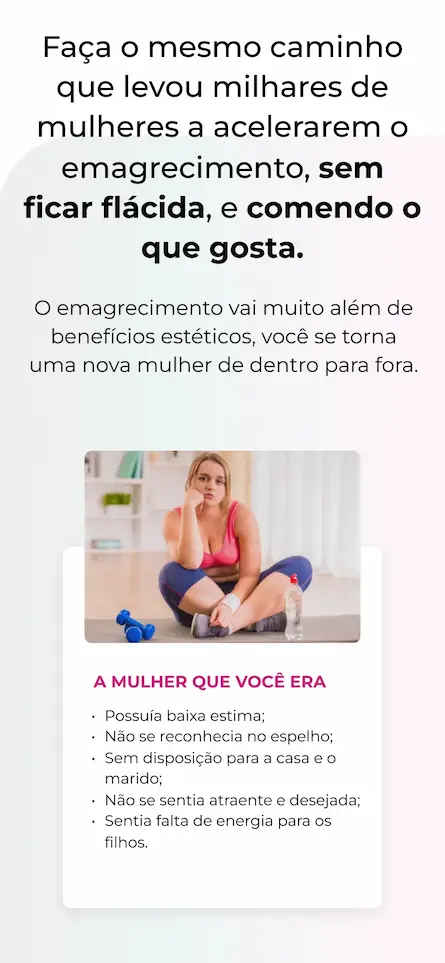 Faça o mesmo caminho
que levou milhares de
mulheres a acelerarem o
emagrecimento, sem
ficar flácida, e comendo o
que gosta.
O emagrecimento vai muito além de
benefícios estéticos, você se torna
uma nova mulher de dentro para fora.
A MULHER QUE VOCÊ ERA
• Possuía baixa estima;
• Não se reconhecia no espelho;
• Sem disposição para a casa e o
marido;
• Não se sentia atraente e desejada;
• Sentia falta de energia para os
filhos.